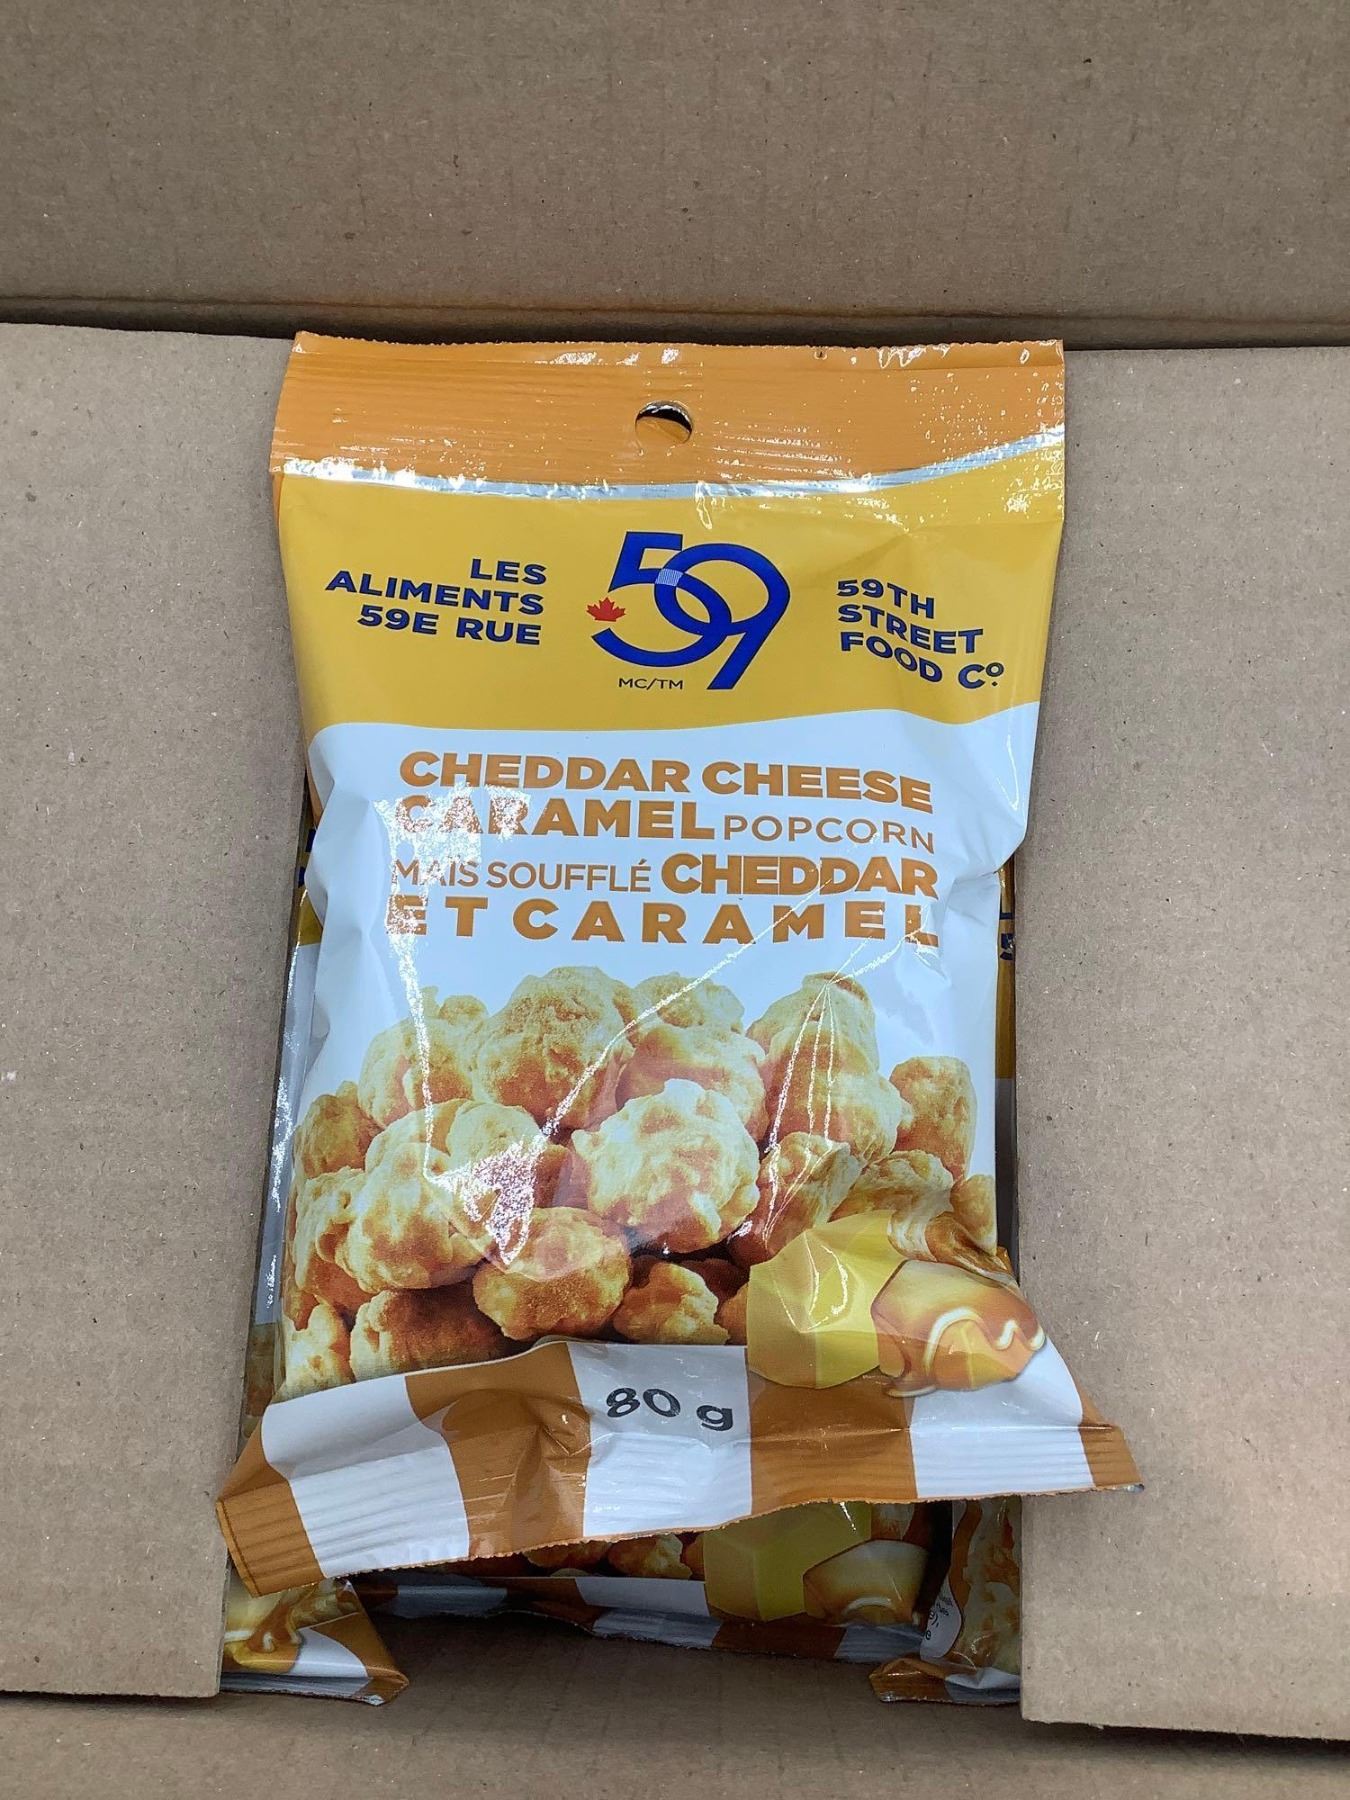 LES
ALIMENTS
59E RUE
59
MC/TM
59TH
STREET
FOOD Cº.
CHEDDAR CHEESE
CARAMEL POPCORN
MAIS SOUFFLÉ CHEDDAR
ET CARAMEL
80 g